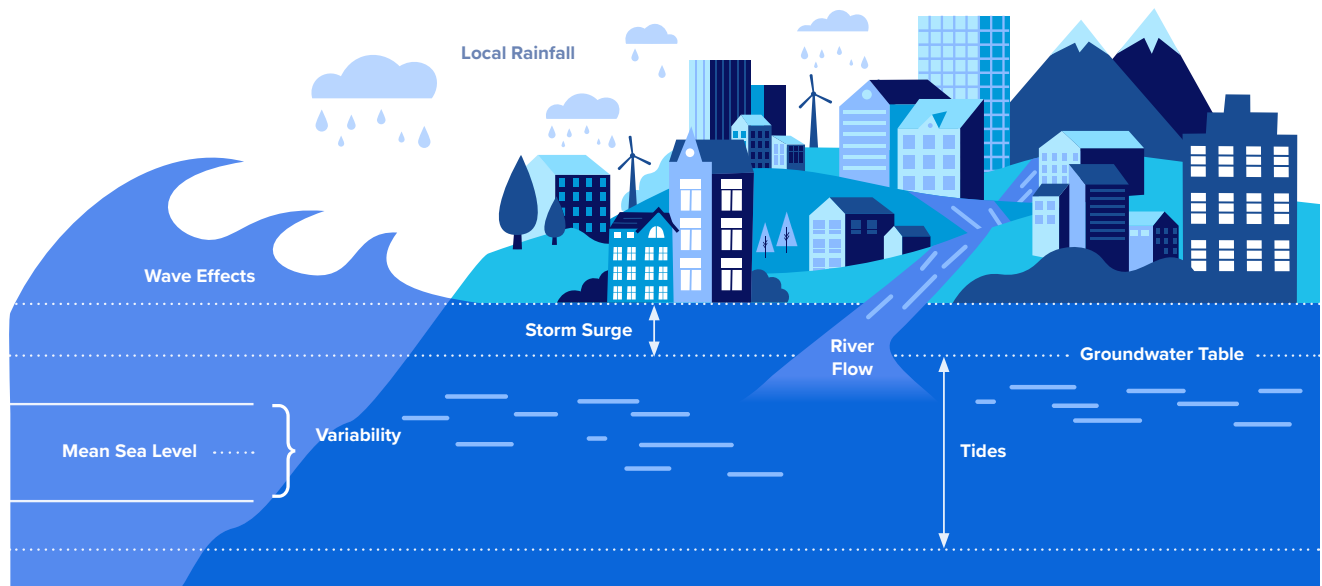 Local Rainfall
Wave Effects
Storm Surge
River
Flow
Groundwater Table
Variability
Mean Sea Level
Tides